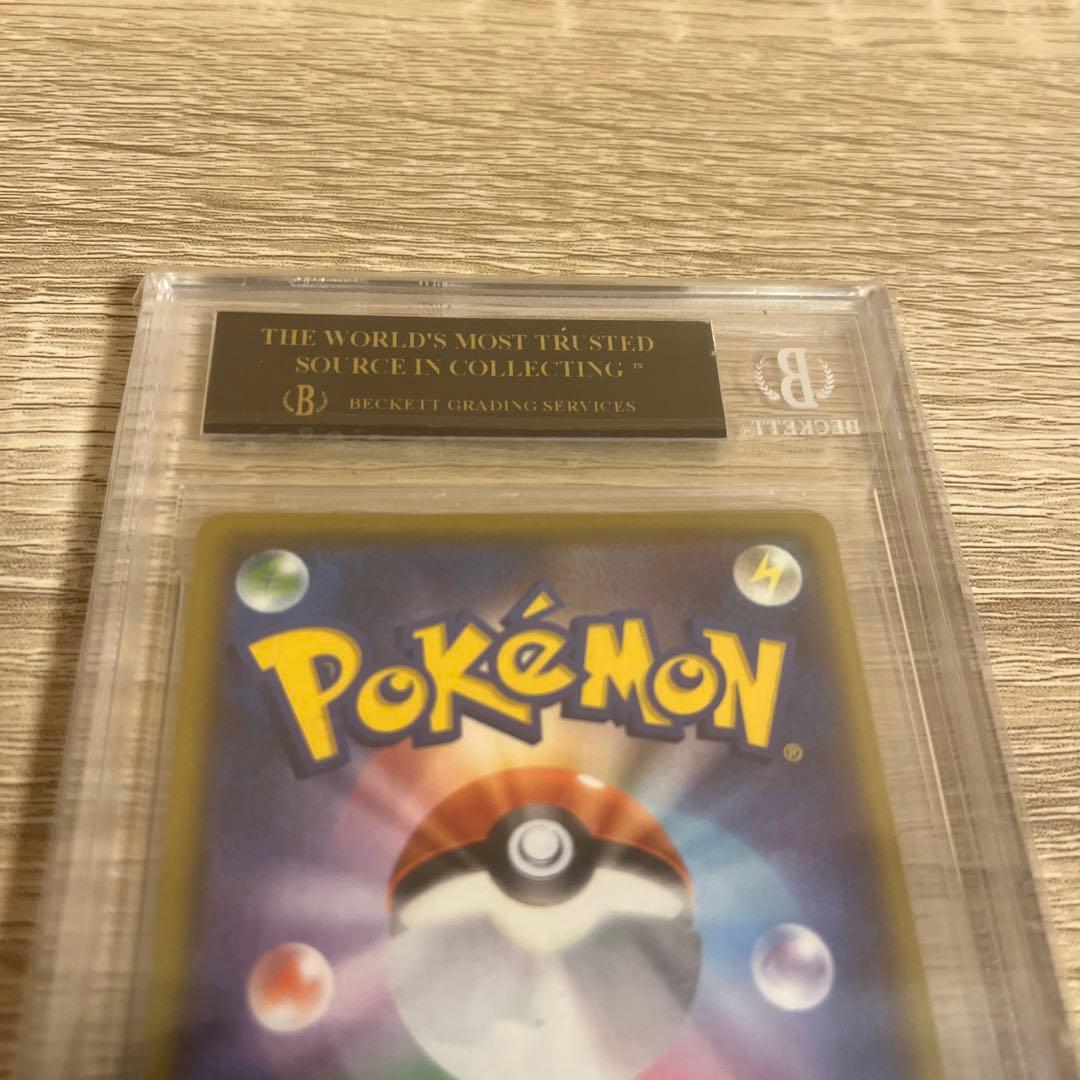 THE WORLD'S MOST TRUSTED
SOURCE IN COLLECTING™
B BECKETT GRADING SERVICES
B
BECKETT®
POKéMON®